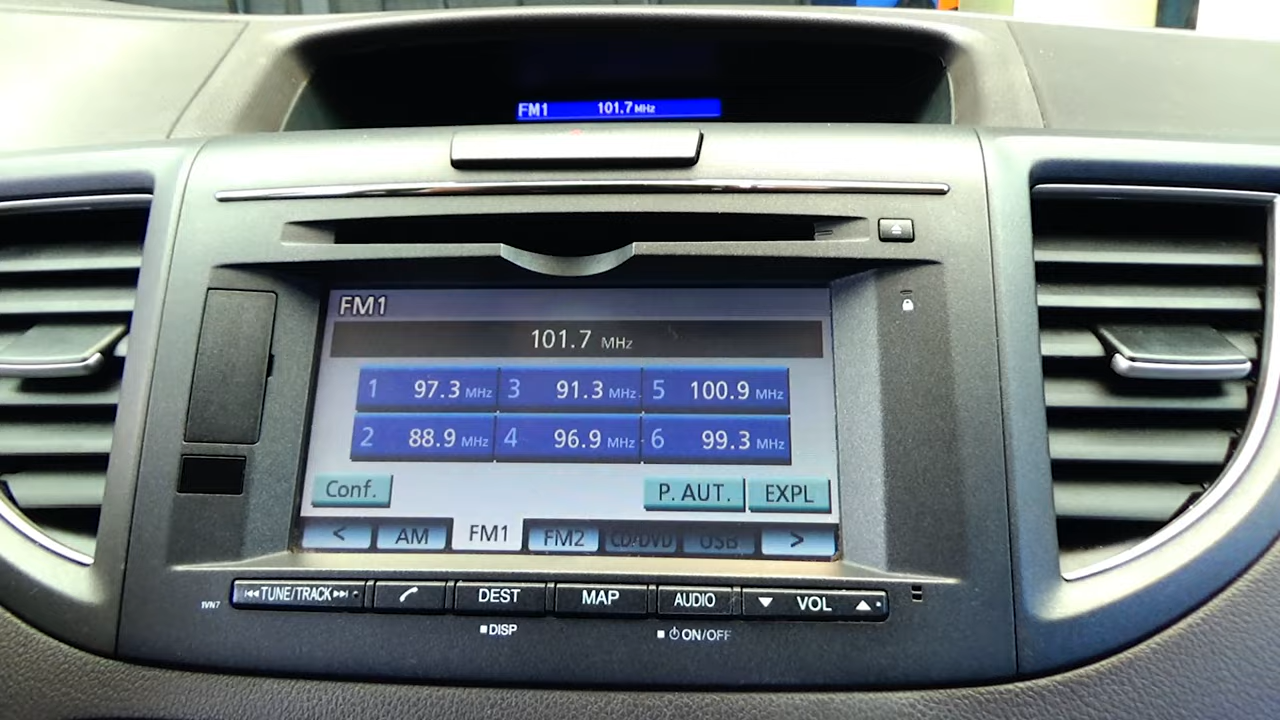 FM1 101.7 MHz
FM1
101.7 MHz
1 97.3 MHz 3 91.3 MHz 5 100.9 MHz
2 88.9 MHz 4 96.9 MHz 6 99.3 MHz
Conf. P. AUT. EXPL
< AM FM1 FM2 CD/DVD USB >
TUNE/TRACK DEST MAP AUDIO VOL
DISP ON/OFF